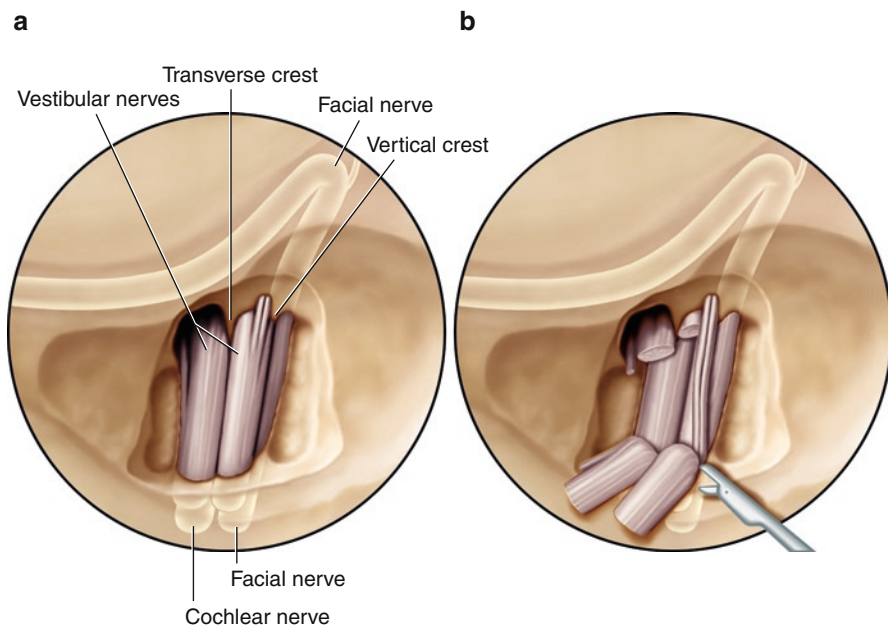 a
b
Transverse crest
Vestibular nerves
Facial nerve
Vertical crest
Facial nerve
Cochlear nerve